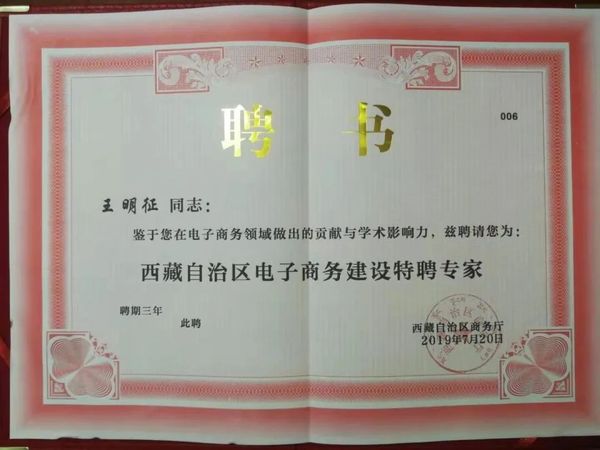 聘书
006
王明征 同志：
鉴于您在电子商务领域做出的贡献与学术影响力，兹聘请您为：
西藏自治区电子商务建设特聘专家
聘期三年
此聘
西藏自治区商务厅
2019年7月20日